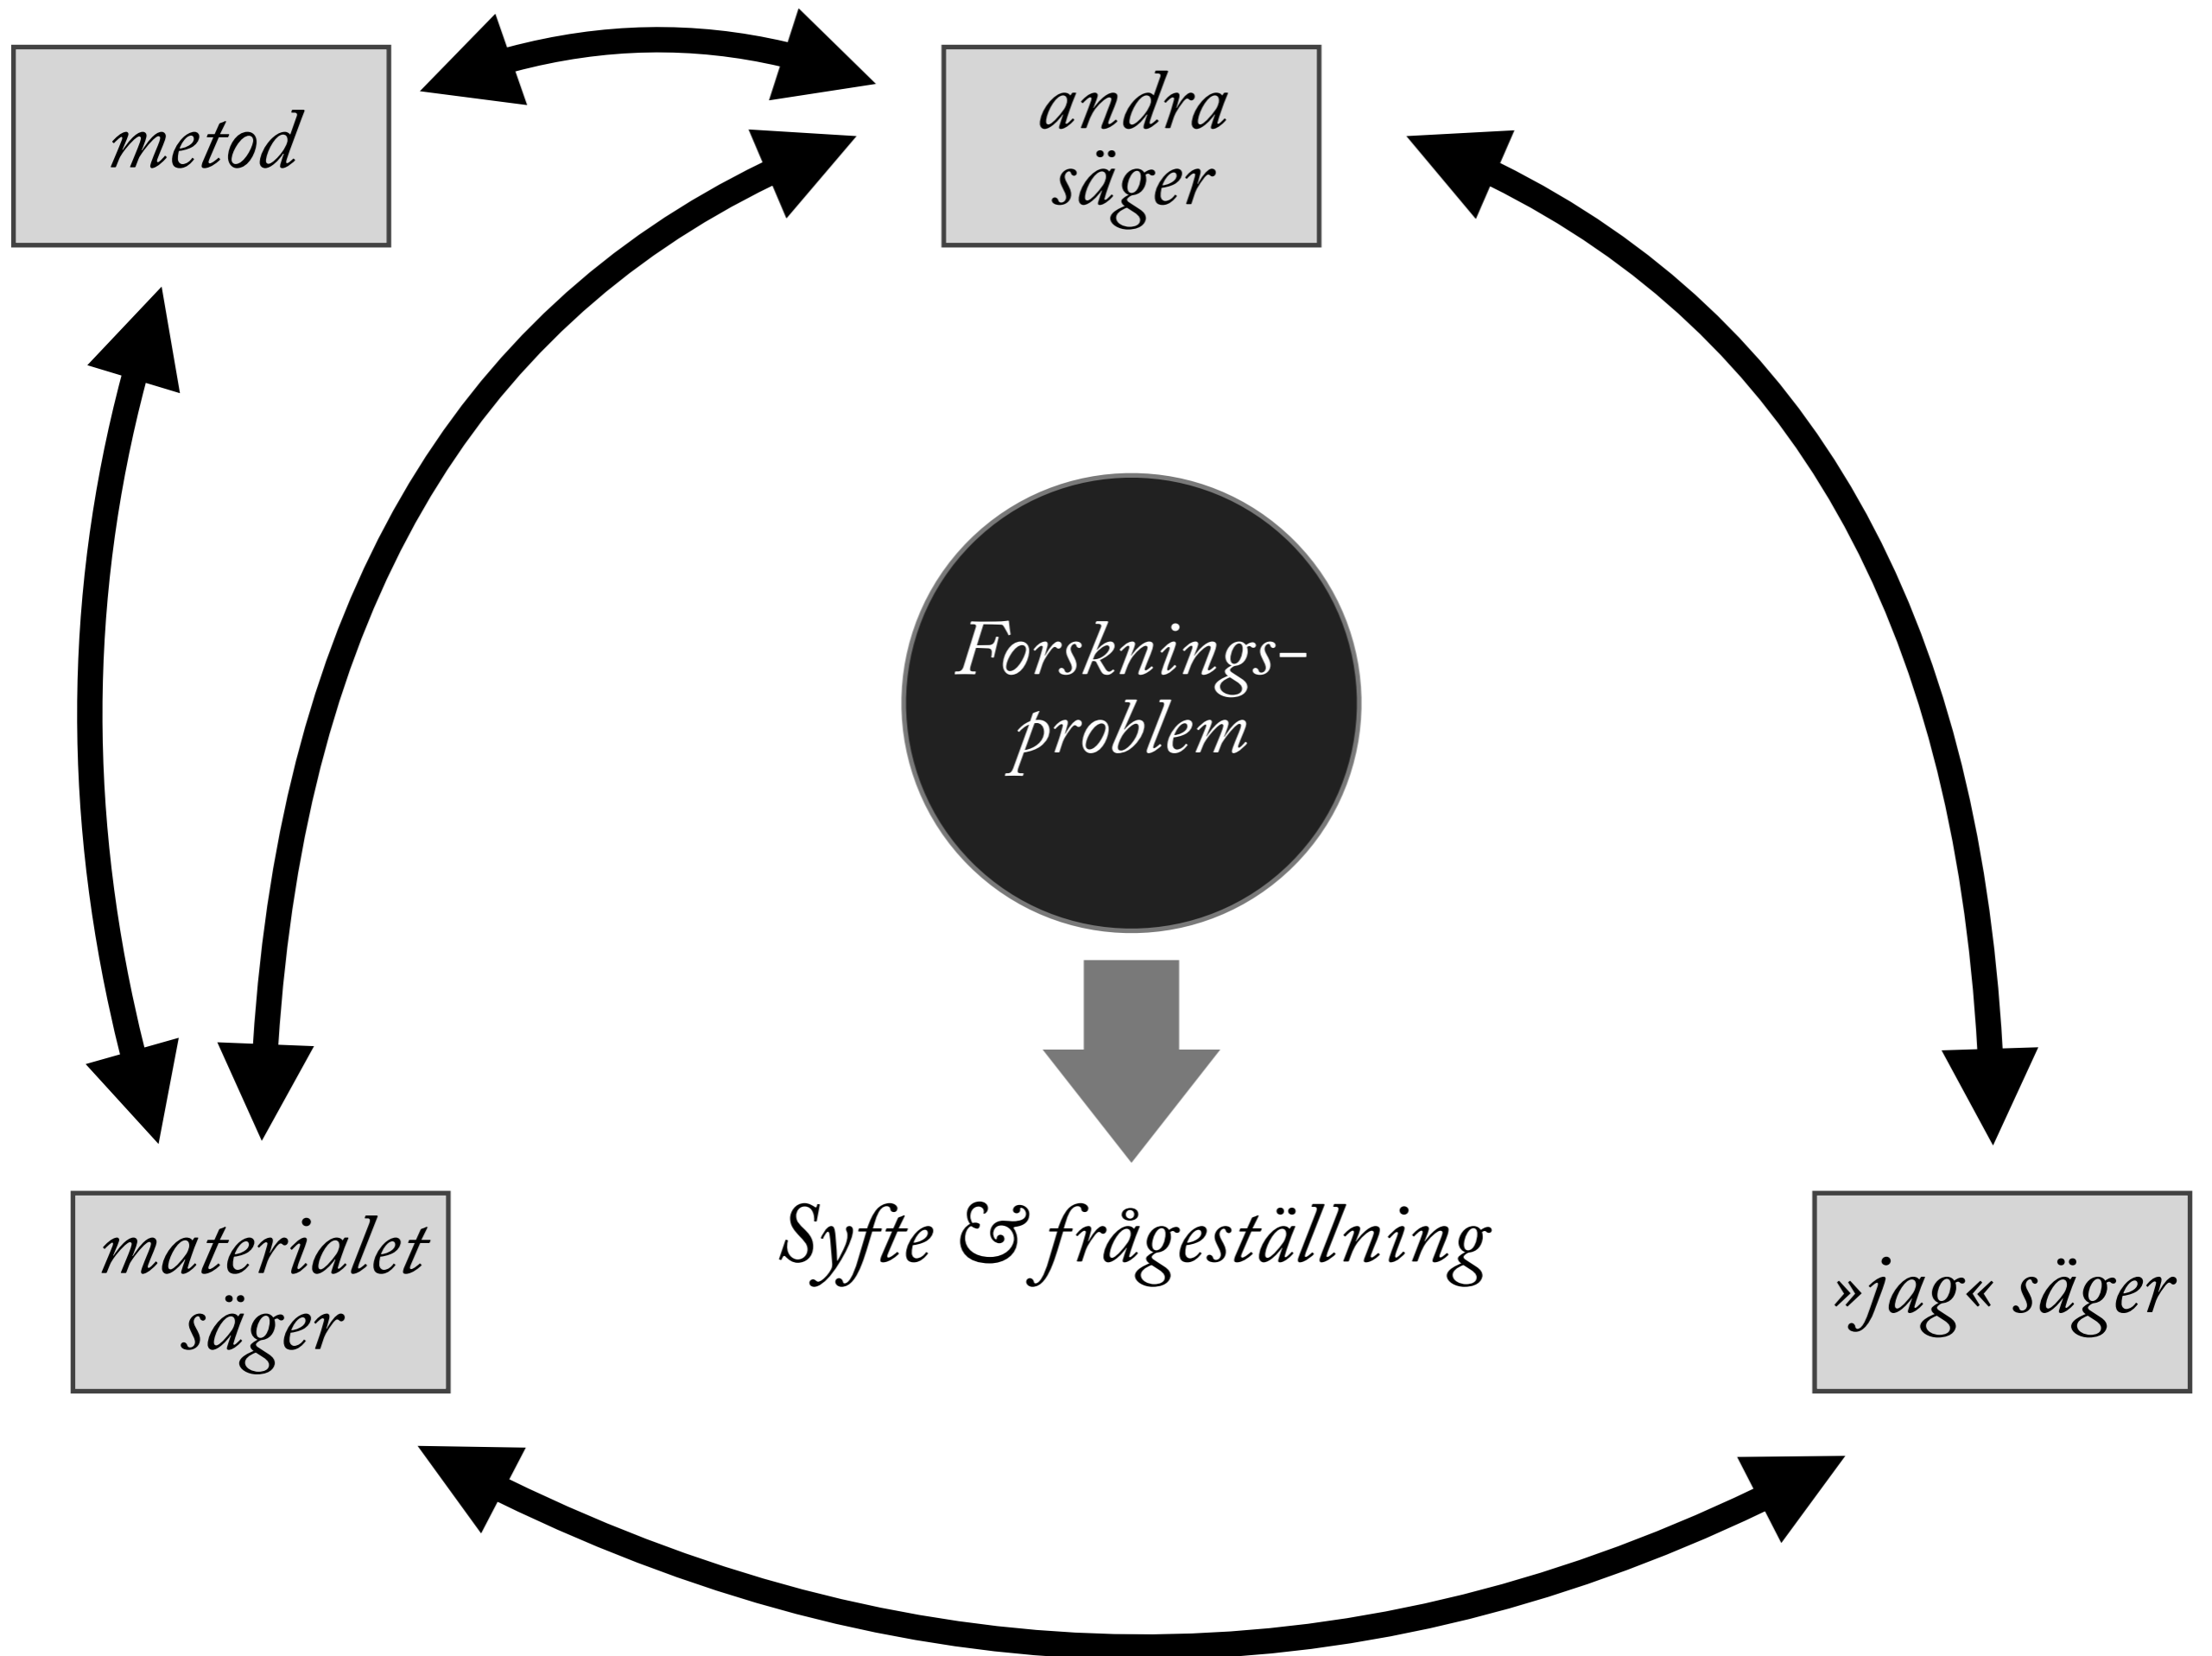 metod
andra
säger
Forsknings-
problem
Syfte & frågeställning
materialet
säger
»jag« säger